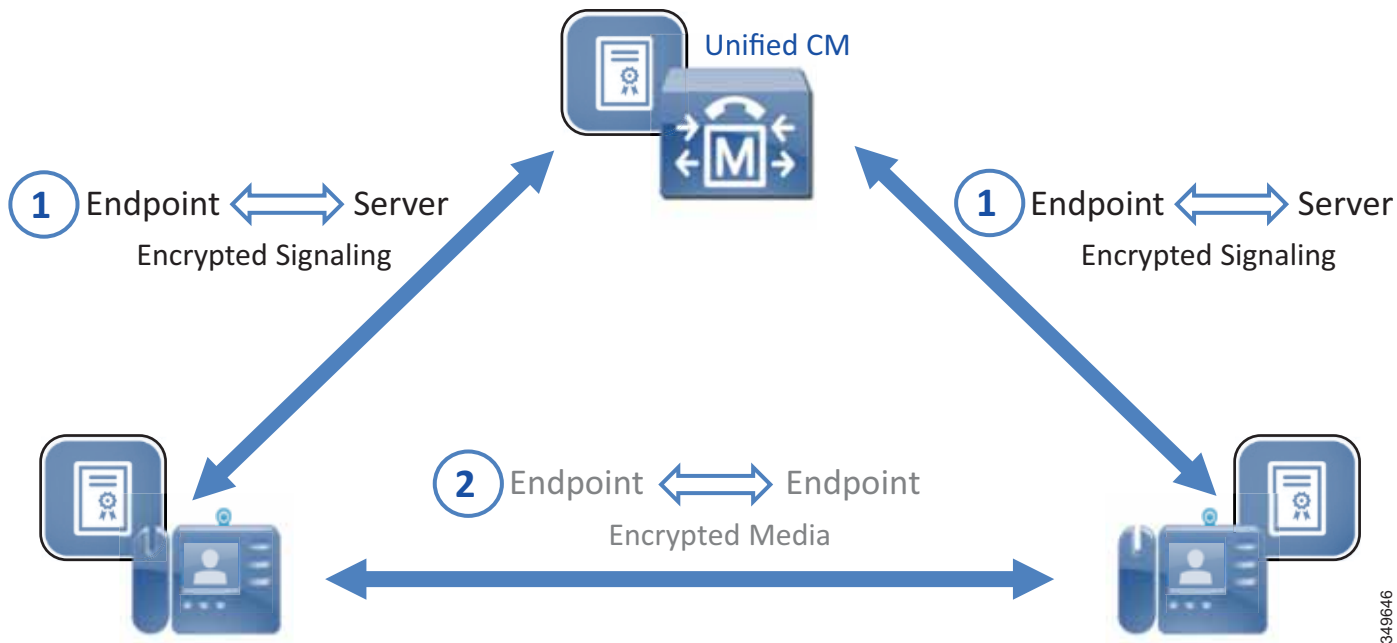 Unified CM
M
1 Endpoint Server
Encrypted Signaling
1 Endpoint Server
Encrypted Signaling
2 Endpoint Endpoint
Encrypted Media
349646